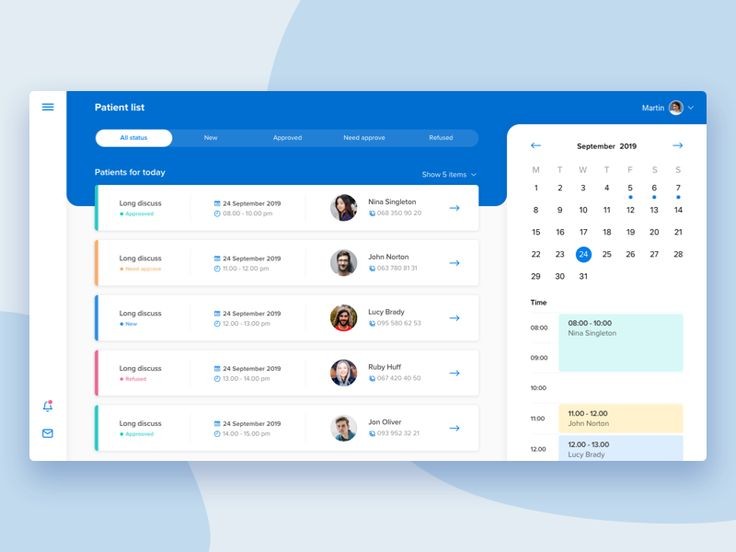 Patient list
Martin
All status New Approved Need approve Refused
Patients for today
Show 5 items
Long discuss
Approoved
24 September 2019
08.00 - 10.00 pm
Nina Singleton
068 350 90 20
Long discuss
Need approve
24 September 2019
11.00 - 12.00 pm
John Norton
063 780 81 31
Long discuss
New
24 September 2019
12.00 - 13.00 pm
Lucy Brady
095 580 62 53
Long discuss
Refused
24 September 2019
13.00 - 14.00 pm
Ruby Huff
067 420 40 50
Long discuss
Approoved
24 September 2019
14.00 - 15.00 pm
Jon Oliver
093 952 32 21
September 2019
M T W T F S S
1 2 3 4 5 6 7
8 9 10 11 12 13 14
15 16 17 18 19 20 21
22 23 24 25 26 27 28
29 30 31
Time
08:00
08:00 - 10:00
Nina Singleton
09:00
10:00
11:00
11.00 - 12.00
John Norton
12.00
12.00 - 13.00
Lucy Brady